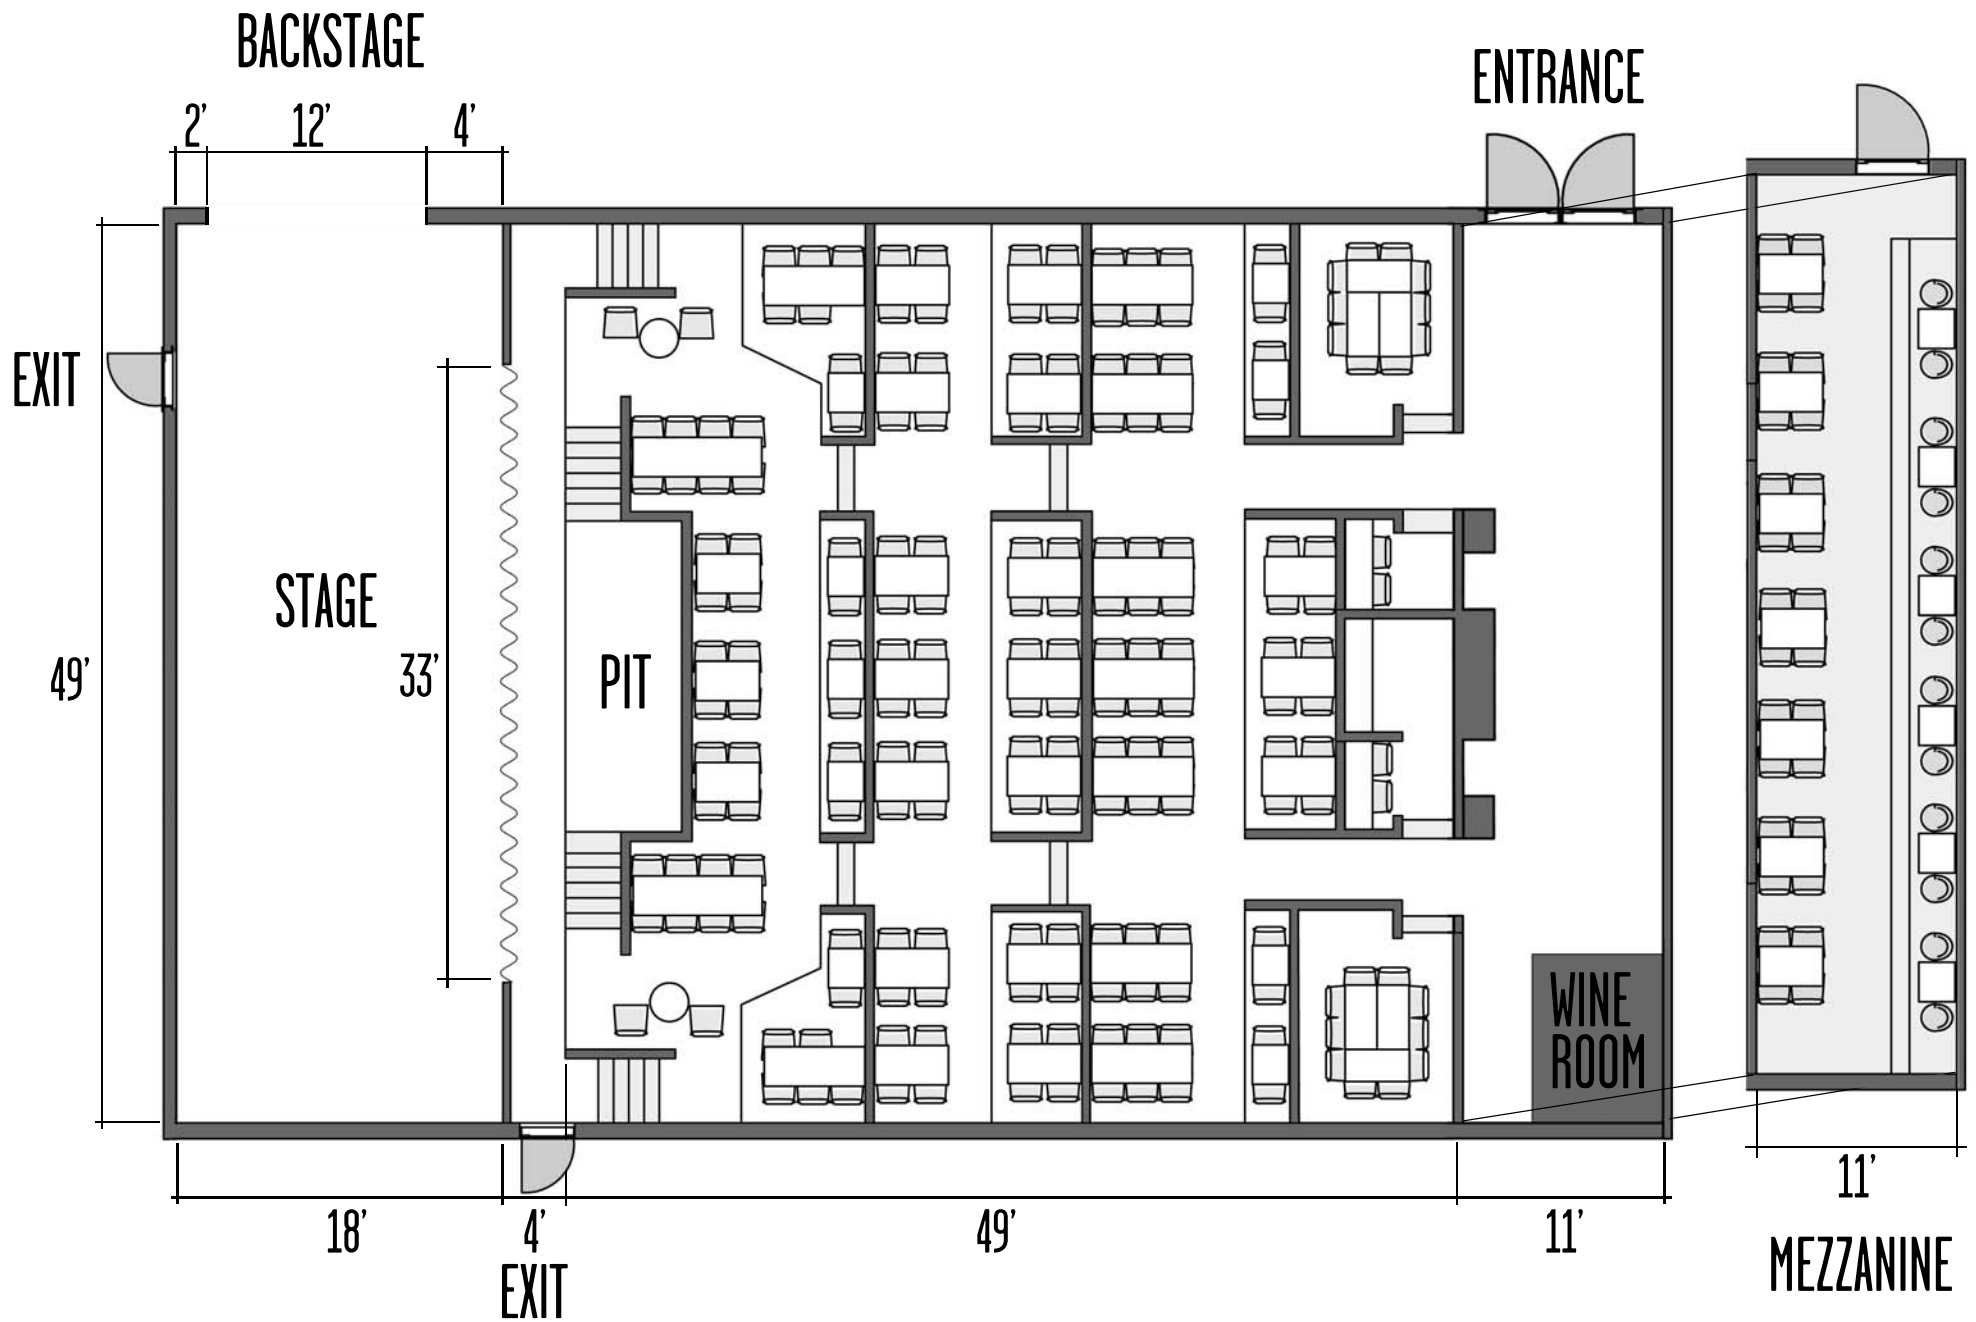 BACKSTAGE
ENTRANCE
2’
12’
4’
EXIT
STAGE
33’
49’
PIT
WINE
ROOM
11’
18’
4’
49’
11’
EXIT
MEZZANINE